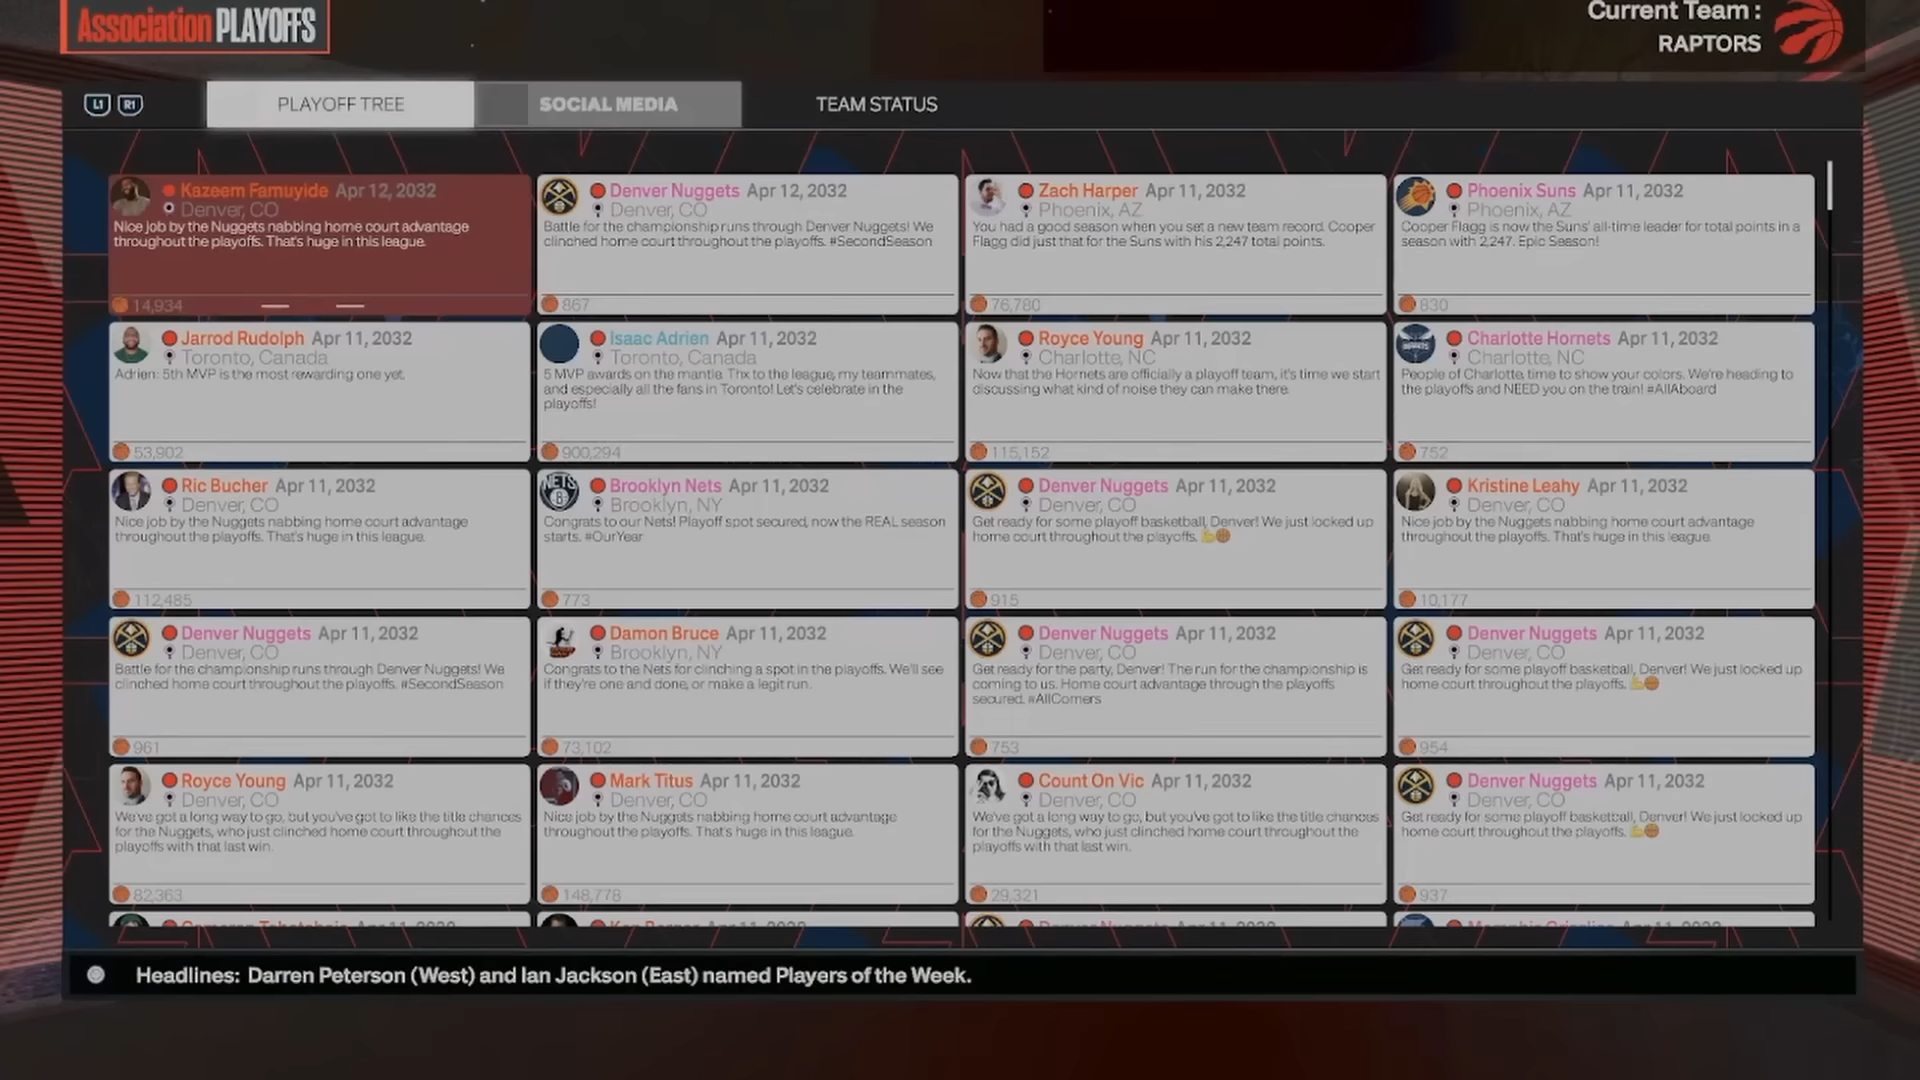 Association PLAYOFFS
Current Team :
RAPTORS
L1 R1 PLAYOFF TREE SOCIAL MEDIA TEAM STATUS
Kazeem Famuyide Apr 12, 2032
Denver, CO
Nice job by the Nuggets nabbing home court advantage
throughout the playoffs. That's huge in this league.
14,934
Denver Nuggets Apr 12, 2032
Denver, CO
Battle for the championship runs through Denver Nuggets! We
clinched home court throughout the playoffs. #SecondSeason
867
Zach Harper Apr 11, 2032
Phoenix, AZ
You had a good season when you set a new team record. Cooper
Flagg did just that for the Suns with his 2,247 total points.
76,780
Phoenix Suns Apr 11, 2032
Phoenix, AZ
Cooper Flagg is now the Suns' all-time leader for total points in a
season with 2,247. Epic Season!
830
Jarrod Rudolph Apr 11, 2032
Toronto, Canada
Adrien: 5th MVP is the most rewarding one yet.
53,902
Isaac Adrien Apr 11, 2032
Toronto, Canada
5 MVP awards on the mantle. Thx to the league, my teammates,
and especially all the fans in Toronto! Let's celebrate in the
playoffs!
900,294
Royce Young Apr 11, 2032
Charlotte, NC
Now that the Hornets are officially a playoff team, it's time we start
discussing what kind of noise they can make there.
115,152
Charlotte Hornets Apr 11, 2032
Charlotte, NC
People of Charlotte, time to show your colors. We're heading to
the playoffs and NEED you on the train! #AllAboard
752
Ric Bucher Apr 11, 2032
Denver, CO
Nice job by the Nuggets nabbing home court advantage
throughout the playoffs. That's huge in this league.
112,485
NETS
B
Brooklyn Nets Apr 11, 2032
Brooklyn, NY
Congrats to our Nets! Playoff spot secured, now the REAL season
starts. #OurYear
773
Denver Nuggets Apr 11, 2032
Denver, CO
Get ready for some playoff basketball, Denver! We just locked up
home court throughout the playoffs. 💪🏀
915
Kristine Leahy Apr 11, 2032
Denver, CO
Nice job by the Nuggets nabbing home court advantage
throughout the playoffs. That's huge in this league.
10,177
Denver Nuggets Apr 11, 2032
Denver, CO
Battle for the championship runs through Denver Nuggets! We
clinched home court throughout the playoffs. #SecondSeason
961
Damon Bruce Apr 11, 2032
Brooklyn, NY
Congrats to the Nets for clinching a spot in the playoffs. We'll see
if they're one and done, or make a legit run.
73,102
Denver Nuggets Apr 11, 2032
Denver, CO
Get ready for the party, Denver! The run for the championship is
coming to us. Home court advantage through the playoffs
secured. #AllComers
753
Denver Nuggets Apr 11, 2032
Denver, CO
Get ready for some playoff basketball, Denver! We just locked up
home court throughout the playoffs. 💪🏀
954
Royce Young Apr 11, 2032
Denver, CO
We've got a long way to go, but you've got to like the title chances
for the Nuggets, who just clinched home court throughout the
playoffs with that last win.
82,363
Mark Titus Apr 11, 2032
Denver, CO
Nice job by the Nuggets nabbing home court advantage
throughout the playoffs. That's huge in this league.
148,778
Count On Vic Apr 11, 2032
Denver, CO
We've got a long way to go, but you've got to like the title chances
for the Nuggets, who just clinched home court throughout the
playoffs with that last win.
29,321
Denver Nuggets Apr 11, 2032
Denver, CO
Get ready for some playoff basketball, Denver! We just locked up
home court throughout the playoffs. 💪🏀
937
Denver Nuggets Apr 11, 2032
Memphis Grizzlies Apr 11, 2032
Headlines: Darren Peterson (West) and Ian Jackson (East) named Players of the Week.